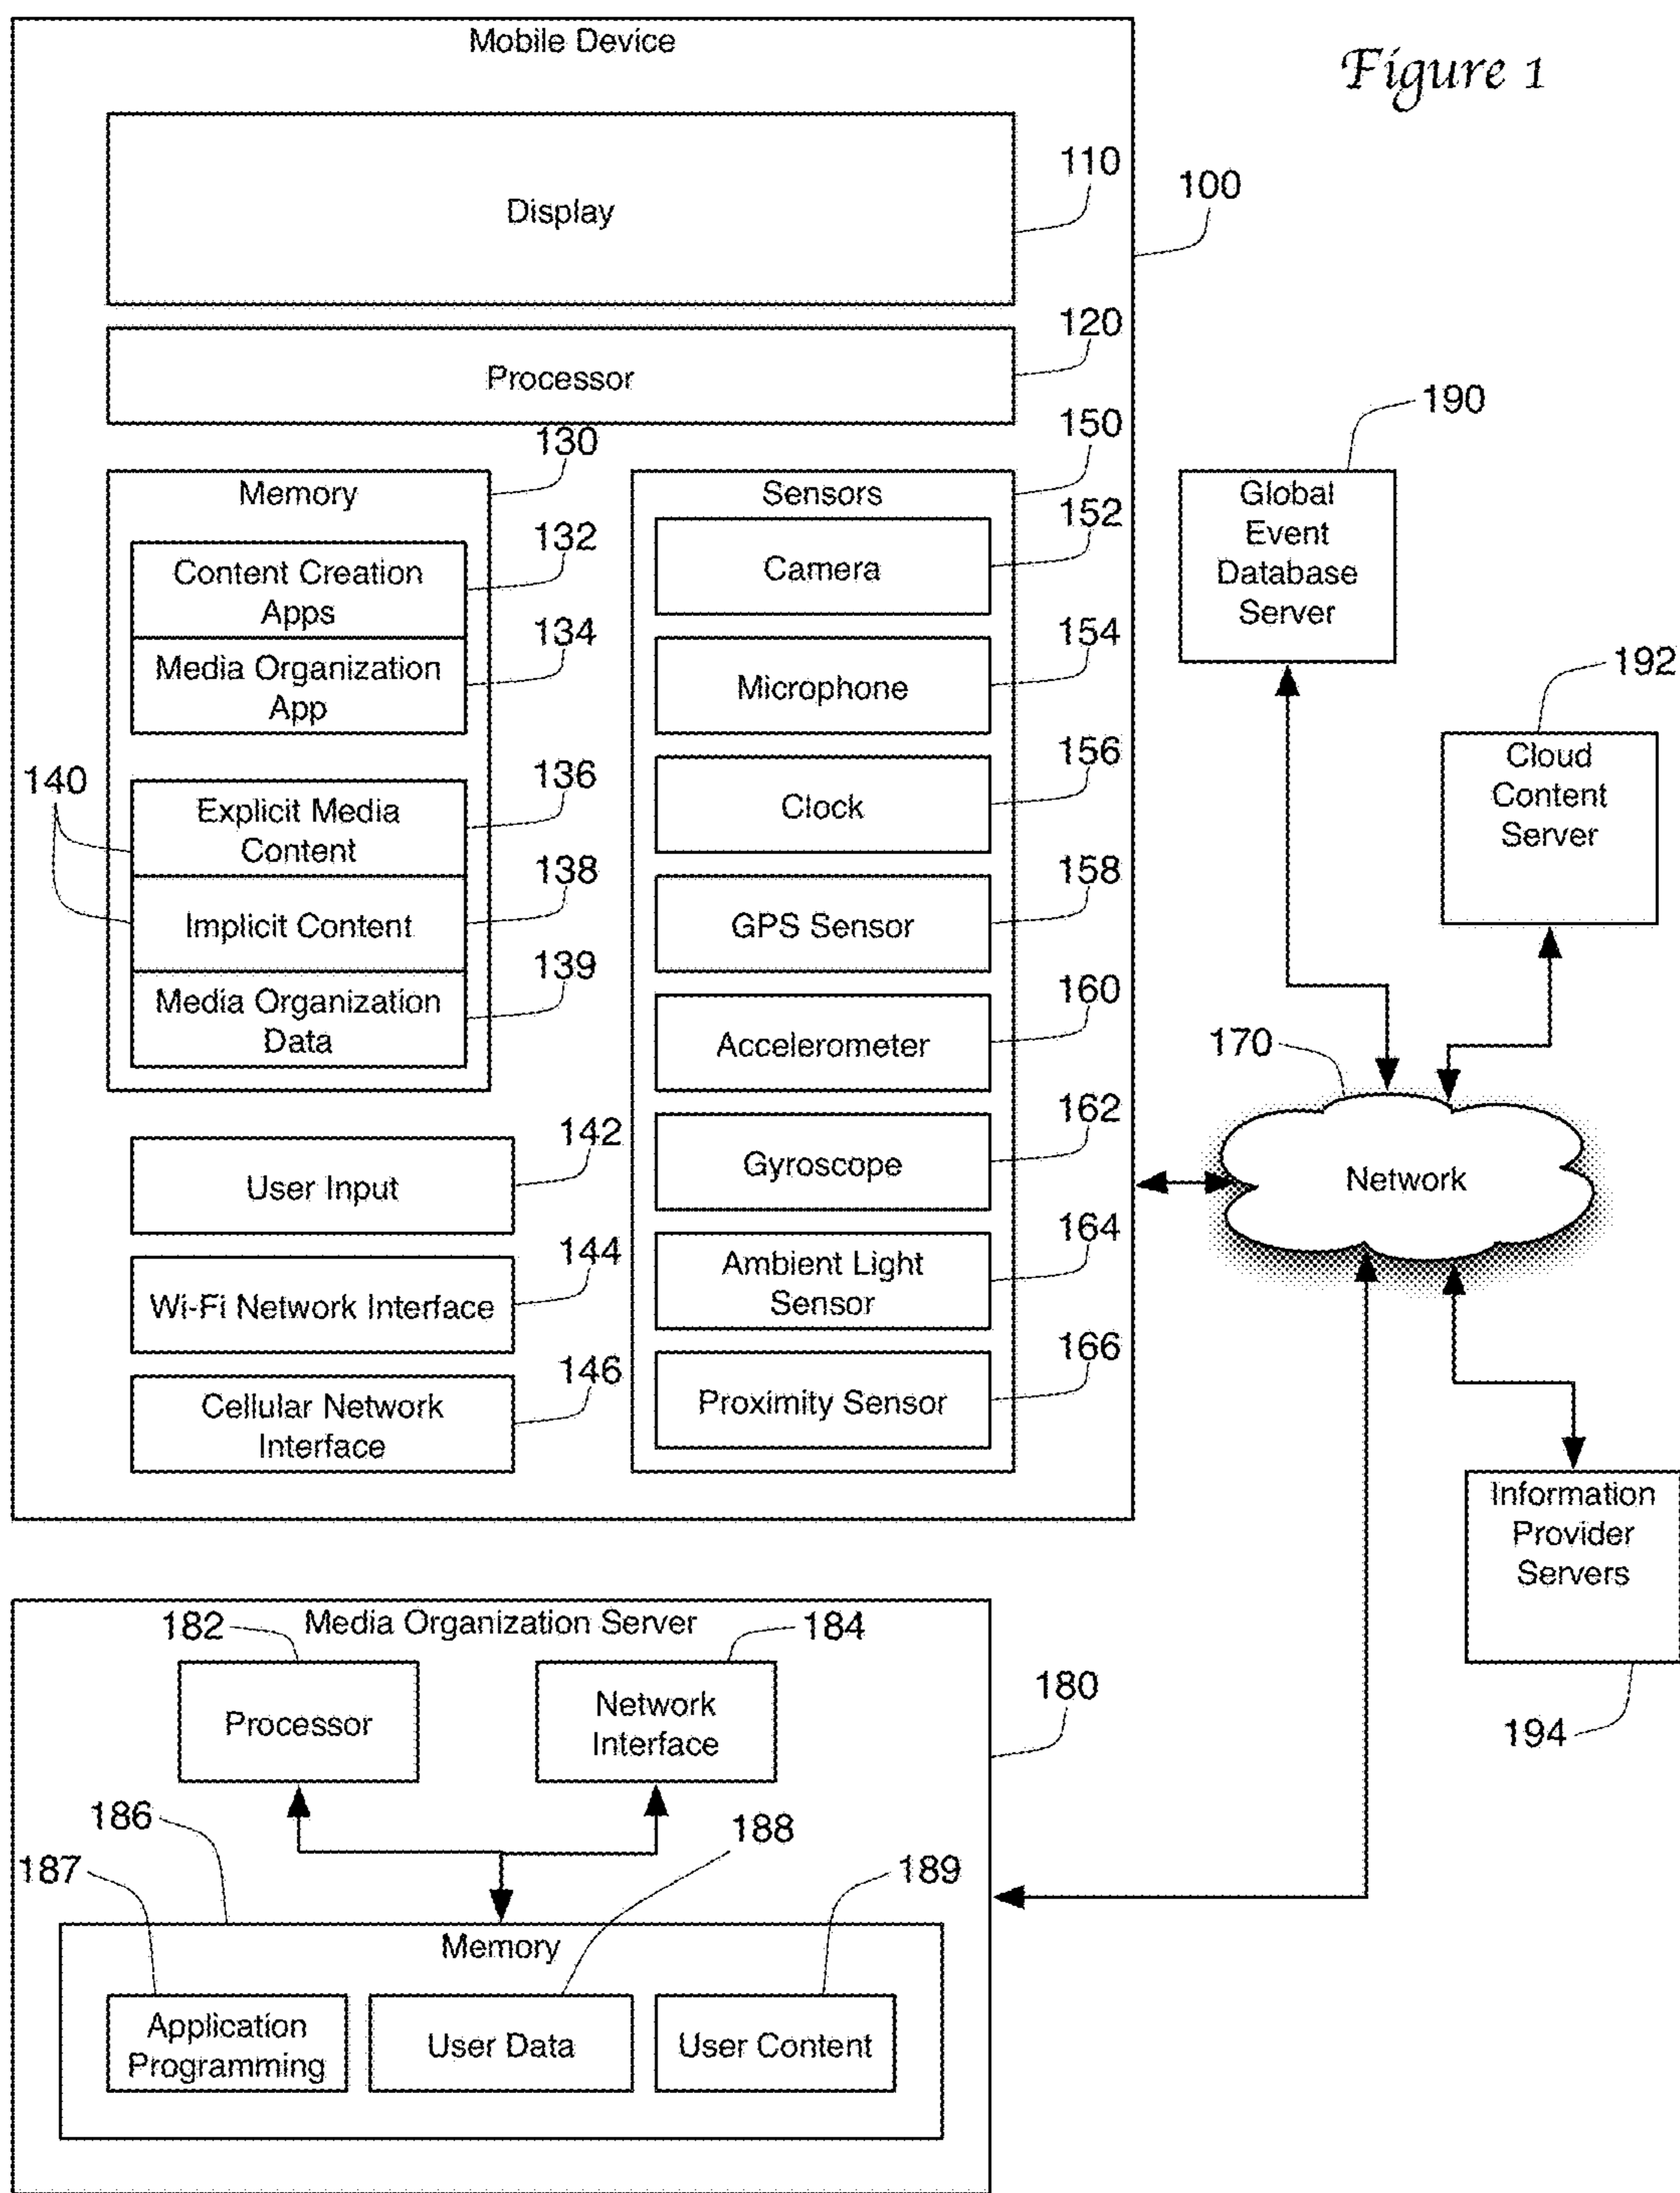 Mobile Device
Figure 1
Display
110
100
Processor
120
130
Memory
Content Creation
Apps
132
Media Organization
App
134
140
Explicit Media
Content
136
Implicit Content
138
Media Organization
Data
139
User Input
142
Wi-Fi Network Interface
144
Cellular Network
Interface
146
150
Sensors
Camera
152
Microphone
154
Clock
156
GPS Sensor
158
Accelerometer
160
Gyroscope
162
Ambient Light
Sensor
164
Proximity Sensor
166
190
Global
Event
Database
Server
192
Cloud
Content
Server
170
Network
Information
Provider
Servers
194
Media Organization Server
182
184
180
Processor
Network
Interface
186
188
187
189
Memory
Application
Programming
User Data
User Content